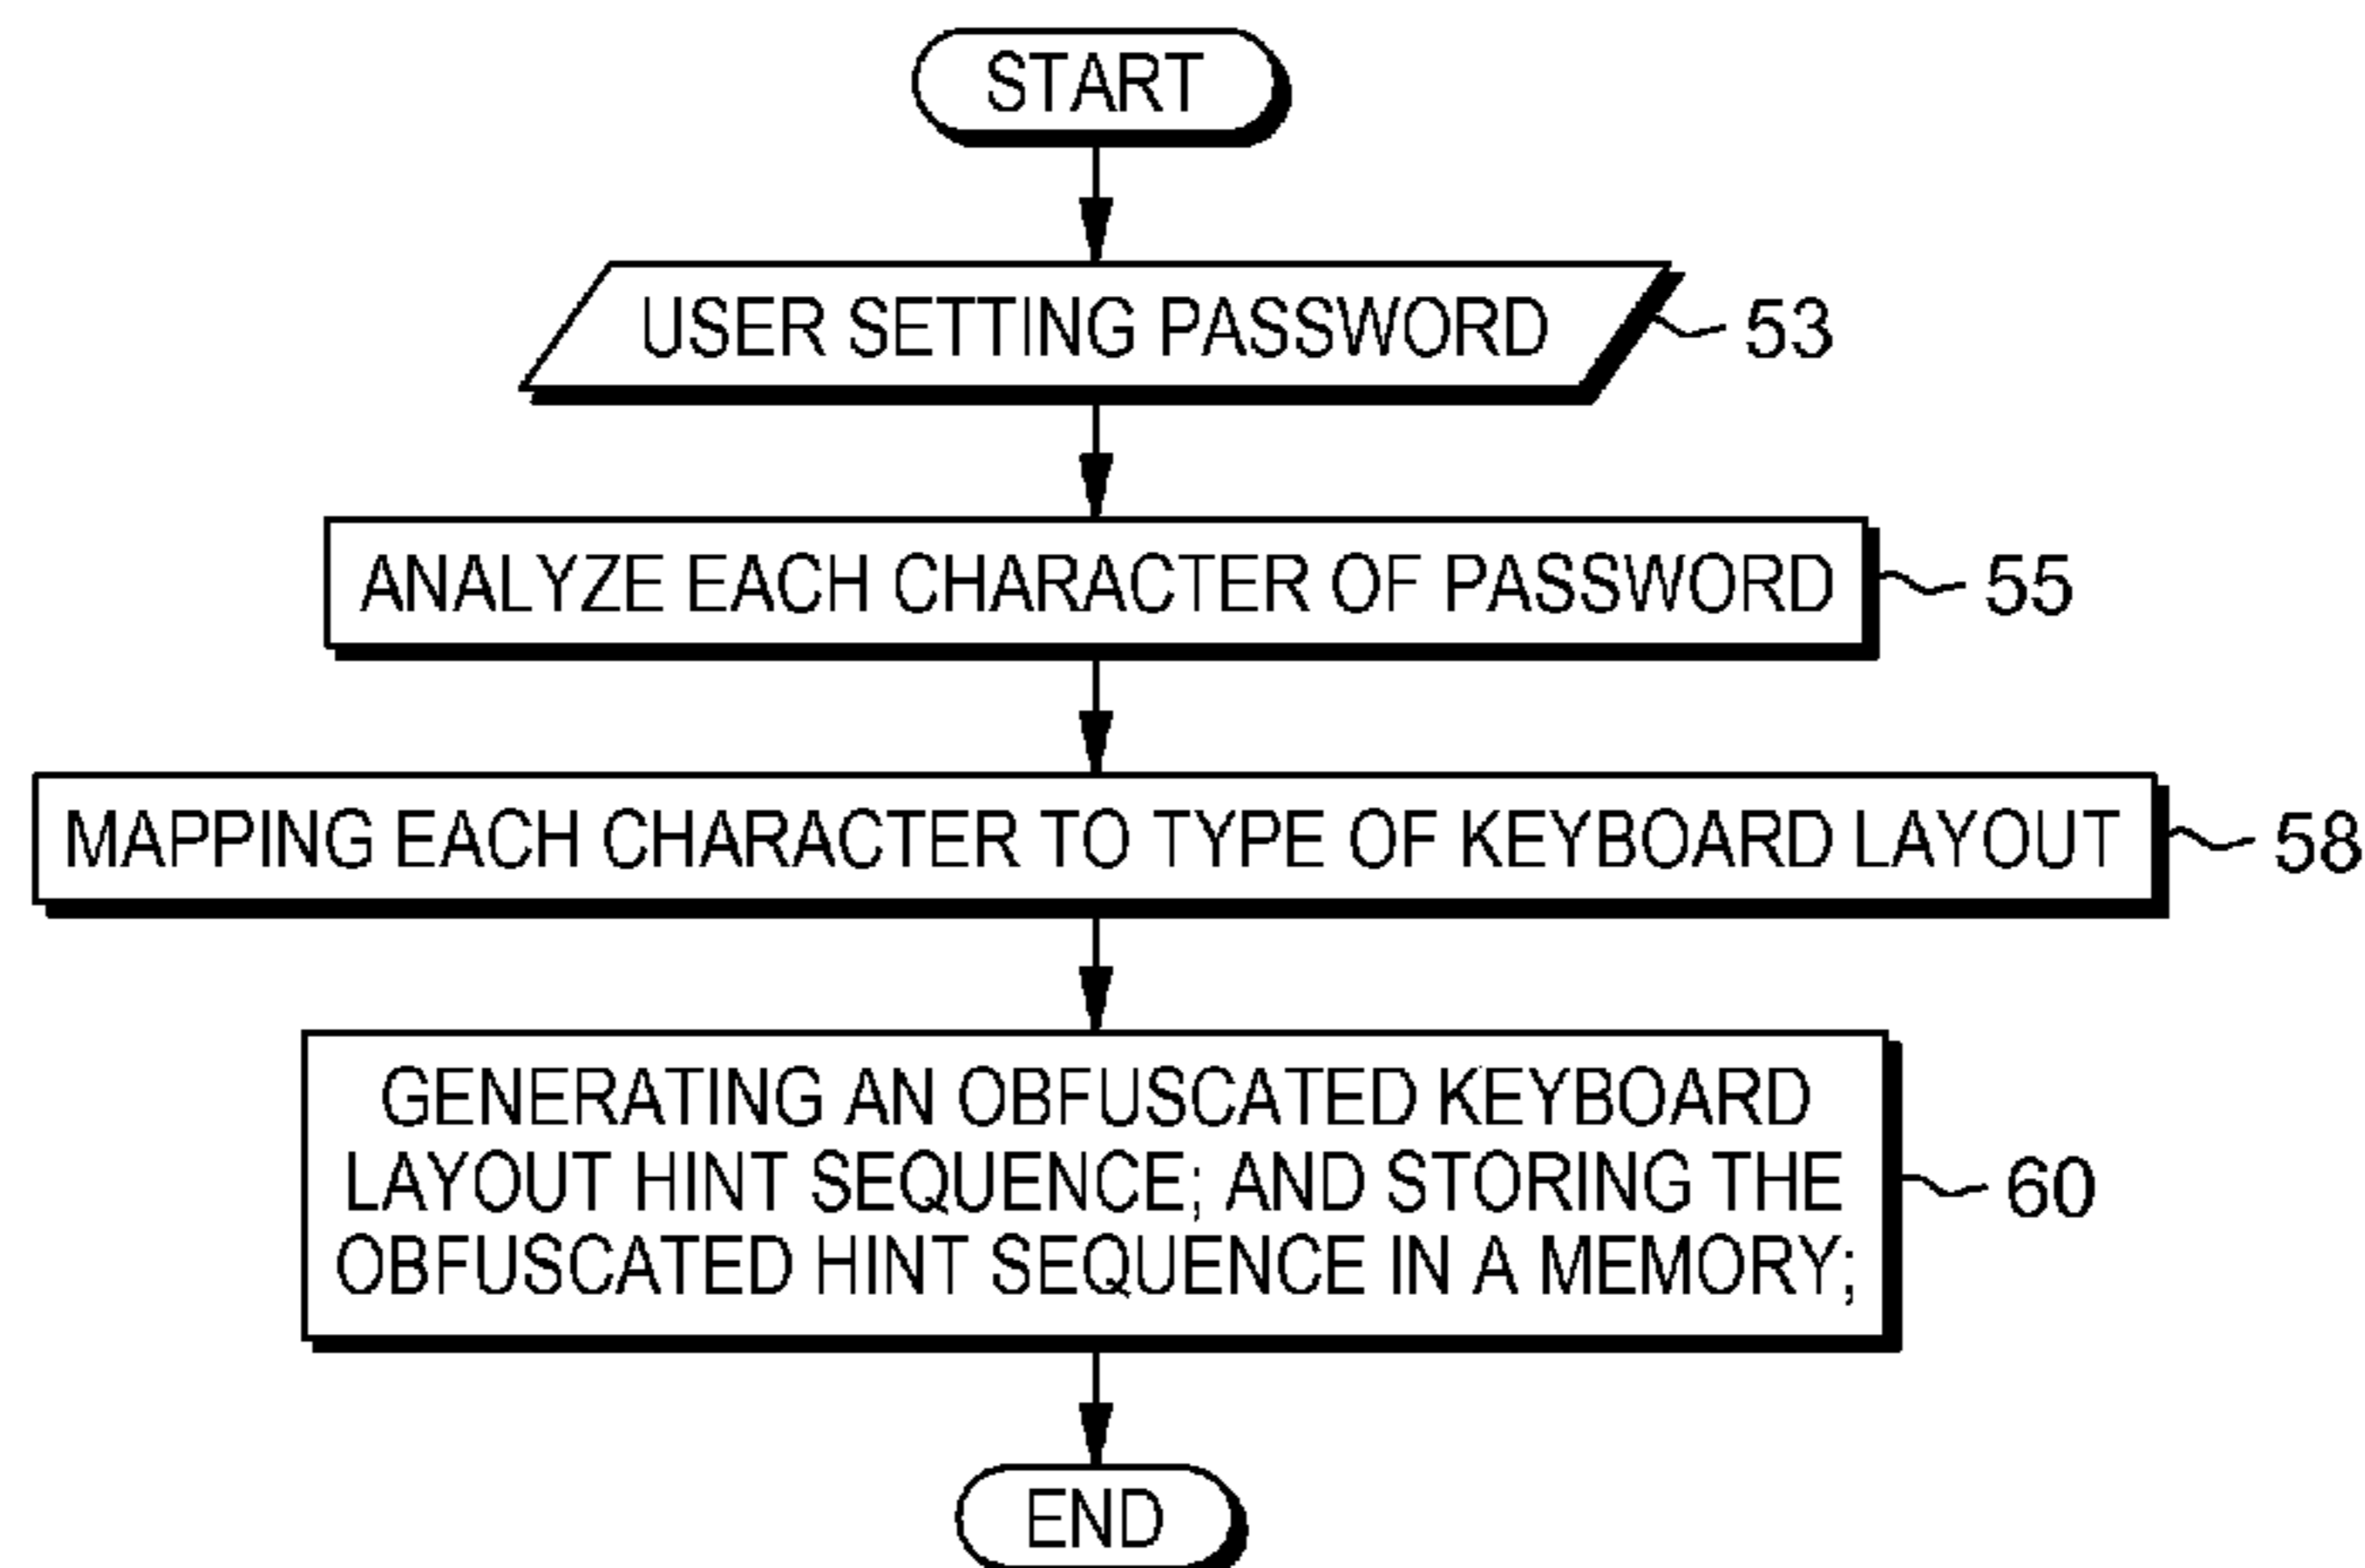 START
USER SETTING PASSWORD
53
ANALYZE EACH CHARACTER OF PASSWORD
55
MAPPING EACH CHARACTER TO TYPE OF KEYBOARD LAYOUT
58
GENERATING AN OBFUSCATED KEYBOARD
LAYOUT HINT SEQUENCE; AND STORING THE
OBFUSCATED HINT SEQUENCE IN A MEMORY;
60
END